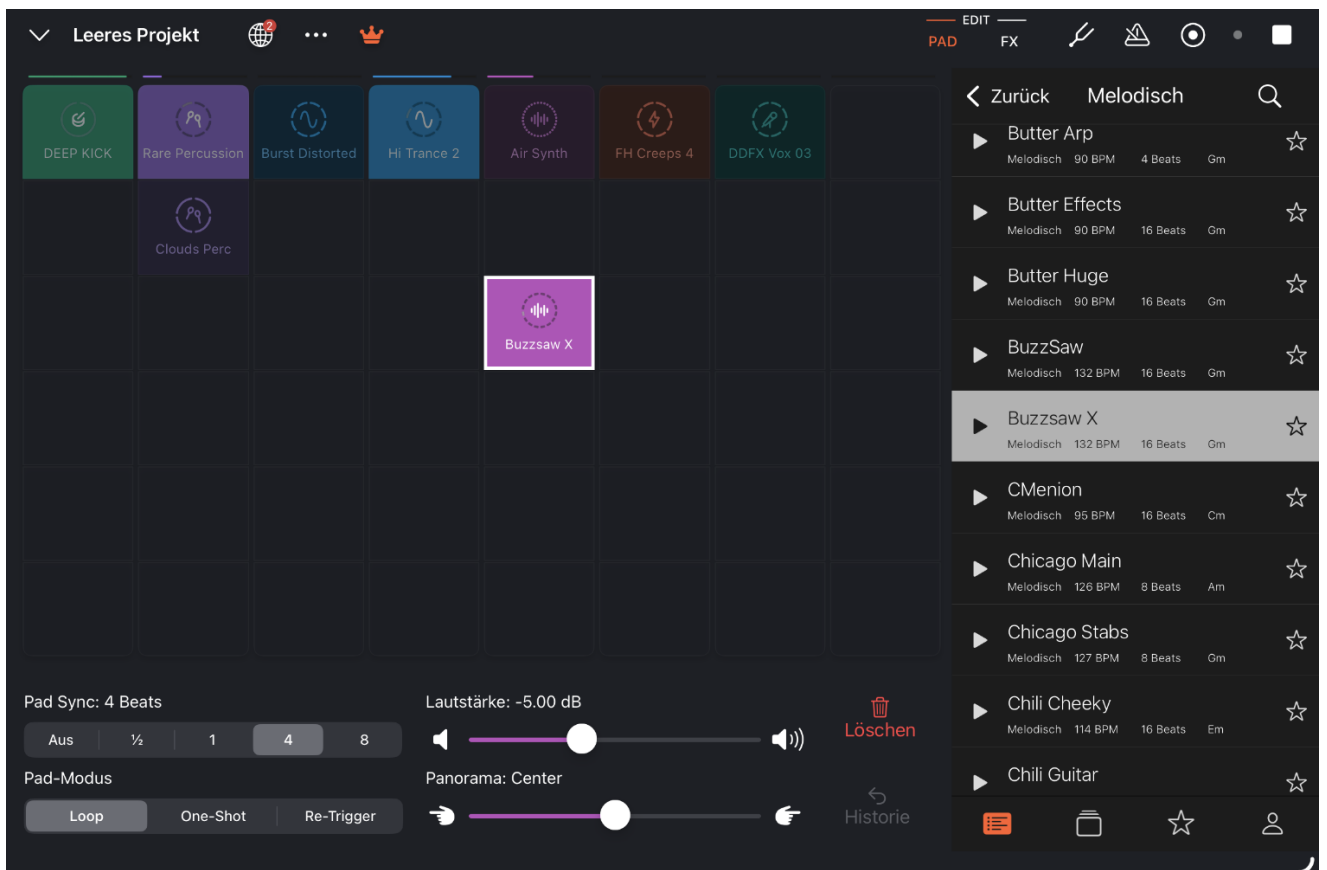 Leeres Projekt
2
EDIT
PAD
FX
DEEP KICK
Rare Percussion
Burst Distorted
Hi Trance 2
Air Synth
FH Creeps 4
DDFX Vox 03
Clouds Perc
Buzzsaw X
Pad Sync: 4 Beats
Aus ½ 1 4 8
Pad-Modus
Loop One-Shot Re-Trigger
Lautstärke: -5.00 dB
Panorama: Center
Löschen
Historie
Zurück Melodisch
Butter Arp
Melodisch 90 BPM 4 Beats Gm
Butter Effects
Melodisch 90 BPM 16 Beats Gm
Butter Huge
Melodisch 90 BPM 16 Beats Gm
BuzzSaw
Melodisch 132 BPM 16 Beats Gm
Buzzsaw X
Melodisch 132 BPM 16 Beats Gm
CMenion
Melodisch 95 BPM 16 Beats Cm
Chicago Main
Melodisch 126 BPM 8 Beats Am
Chicago Stabs
Melodisch 127 BPM 8 Beats Gm
Chili Cheeky
Melodisch 114 BPM 16 Beats Em
Chili Guitar